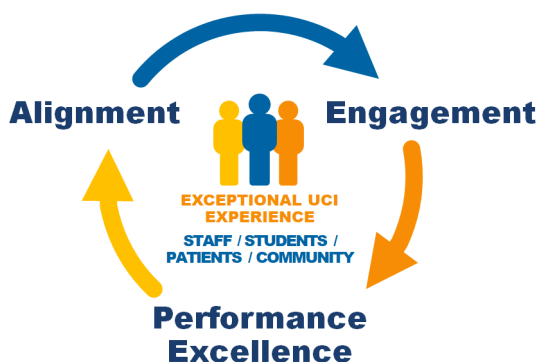 Alignment
Engagement
EXCEPTIONAL UCI
EXPERIENCE
STAFF / STUDENTS /
PATIENTS / COMMUNITY
Performance
Excellence